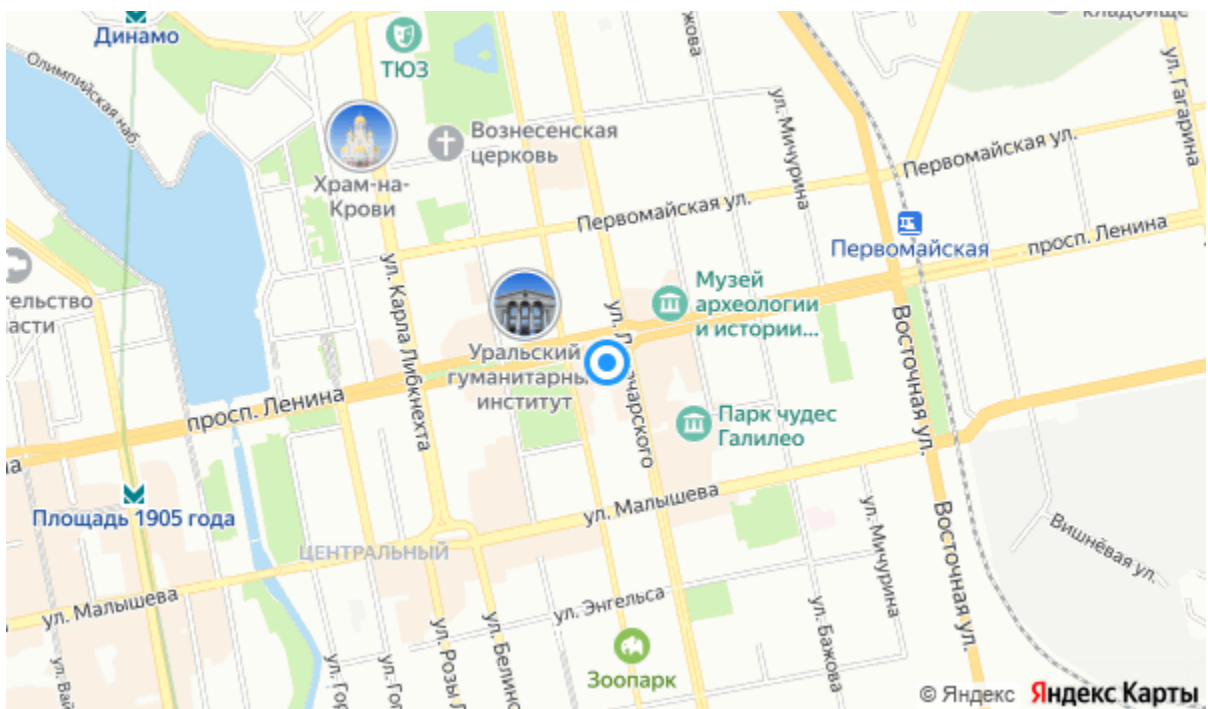 Динамо
Олимпийская наб.
ТЮЗ
кладбище
ул. Гагарина
ул. Мичурина
Вознесенская
церковь
Храм-на-
Крови
Первомайская ул.
Первомайская ул.
Первомайская
просп. Ленина
ул. Карла Либкнехта
Музей
археологии
и истории...
Уральский
гуманитарны
институт
просп. Ленина
Восточная ул.
Парк чудес
Галилео
Площадь 1905 года
ул. Малышева
ЦЕНТРАЛЬНЫЙ
Восточная ул.
Вишнёвая ул.
ул. Мичурина
ул. Малышева
ул. Энгельса
ул. Бажова
Зоопарк
© Яндекс Яндекс Карты